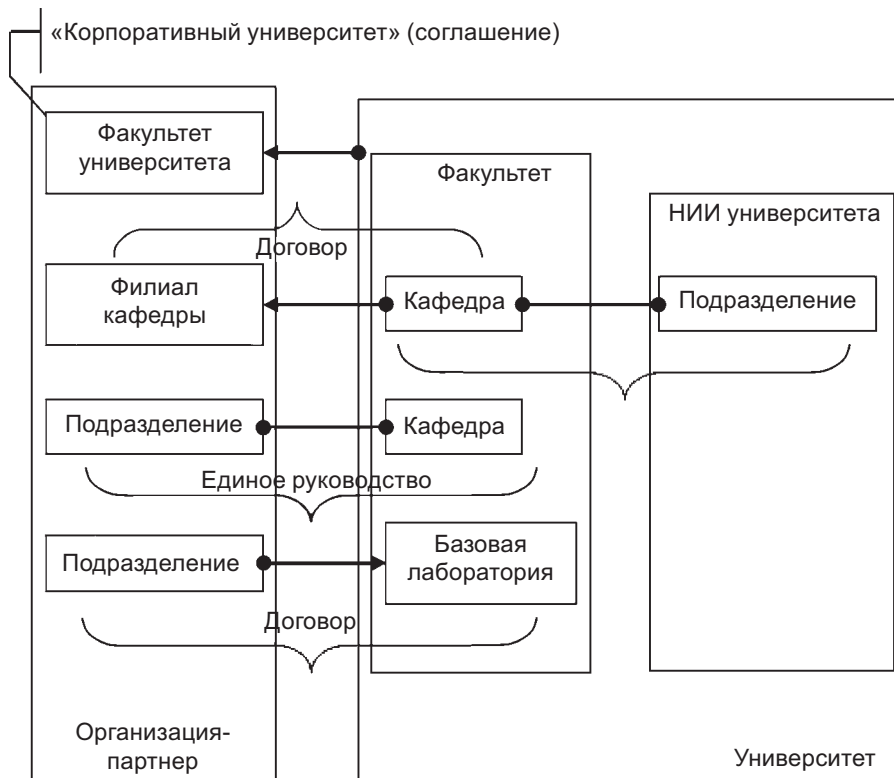 «Корпоративный университет» (соглашение)
Факультет
университета
Факультет
НИИ университета
Договор
Филиал
кафедры
Кафедра
Подразделение
Подразделение
Кафедра
Единое руководство
Подразделение
Базовая
лаборатория
Договор
Организация-
партнер
Университет